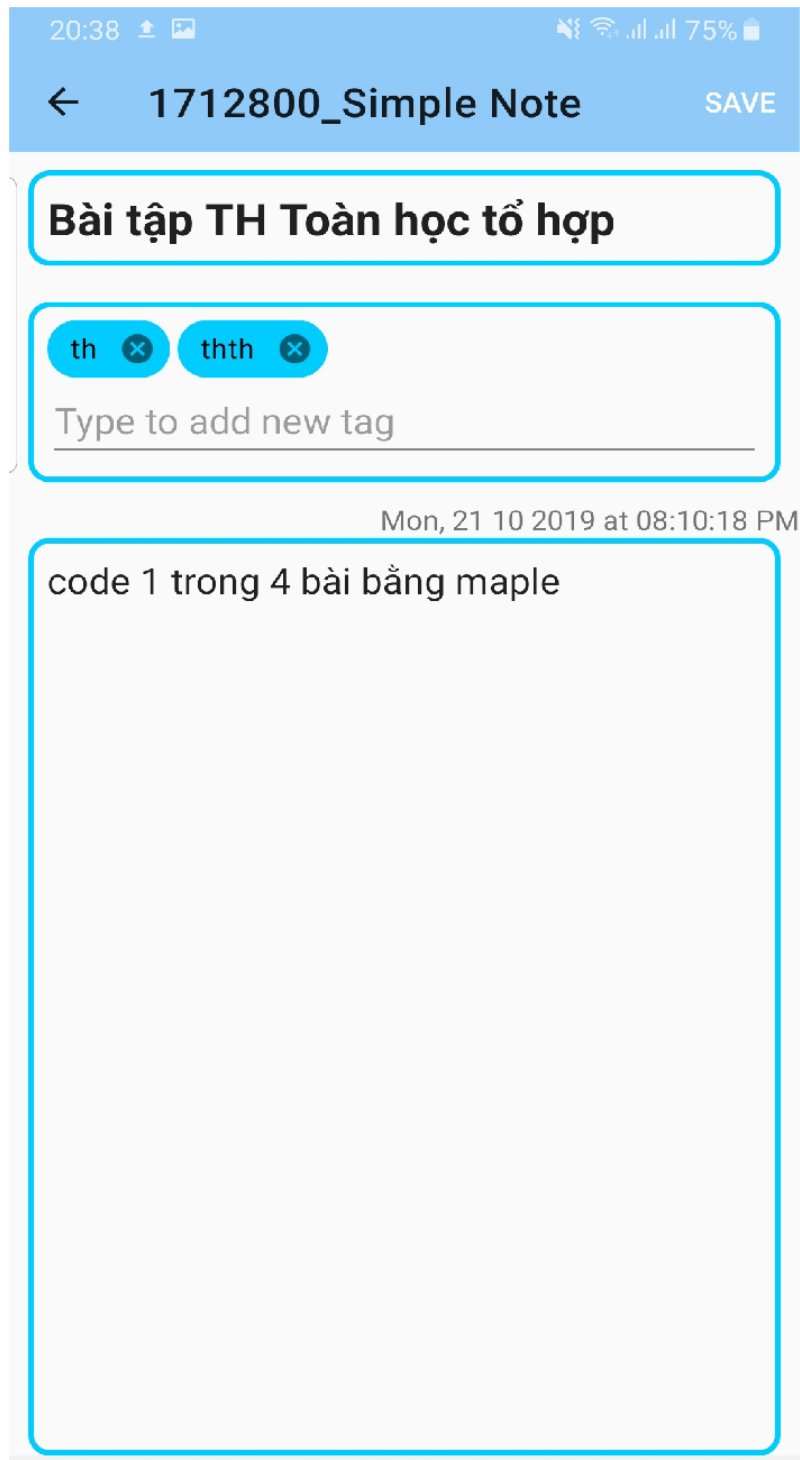 20:38 75%
1712800_Simple Note SAVE
Bài tập TH Toàn học tổ hợp
th thth
Type to add new tag
Mon, 21 10 2019 at 08:10:18 PM
code 1 trong 4 bài bằng maple